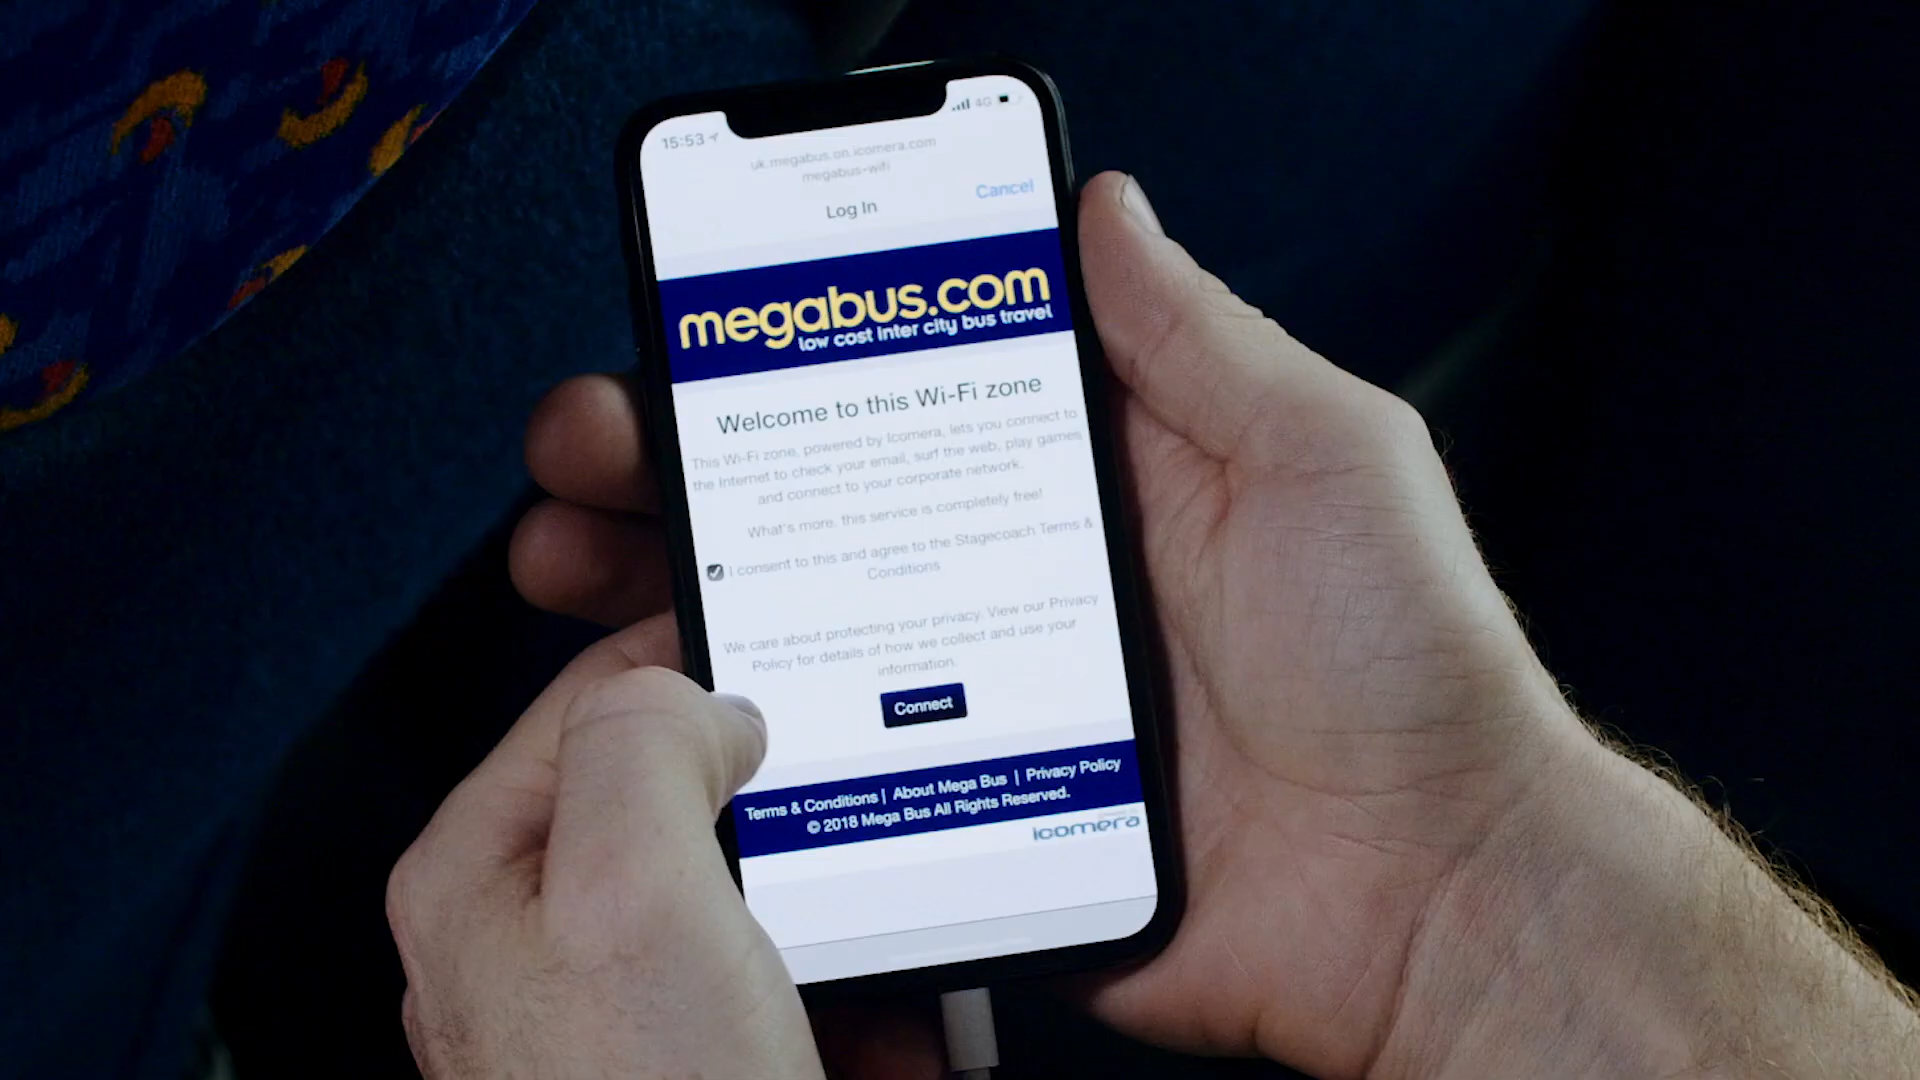 15:53
4G
uk.megabus.on.icomera.com
megabus-wifi
Cancel
Log In
megabus.com
low cost inter city bus travel
Welcome to this Wi-Fi zone
This Wi-Fi zone, powered by Icomera, lets you connect to
the Internet to check your email, surf the web, play games
and connect to your corporate network.
What's more, this service is completely free!
I consent to this and agree to the Stagecoach Terms &
Conditions
We care about protecting your privacy. View our Privacy
Policy for details of how we collect and use your
information.
Connect
Terms & Conditions | About Mega Bus | Privacy Policy
© 2018 Mega Bus All Rights Reserved.
icomera